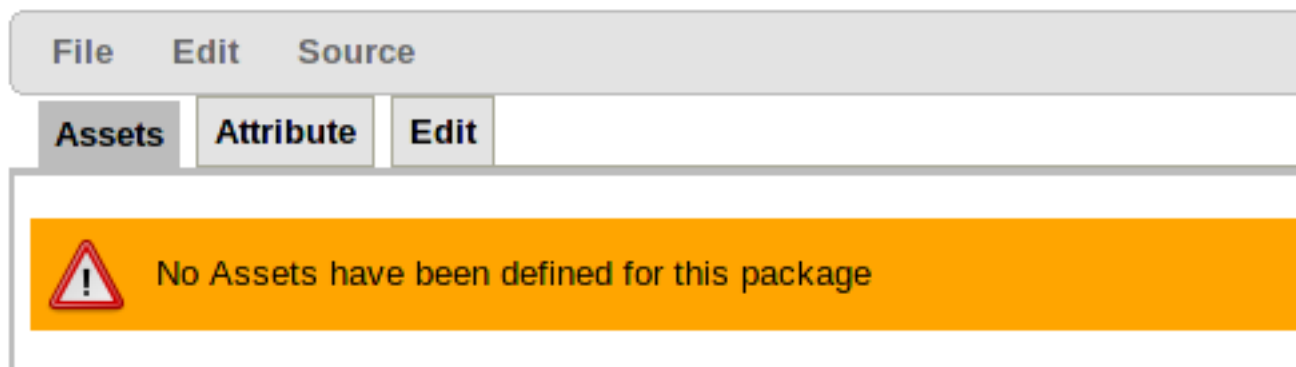 File Edit Source
Assets Attribute Edit
! No Assets have been defined for this package